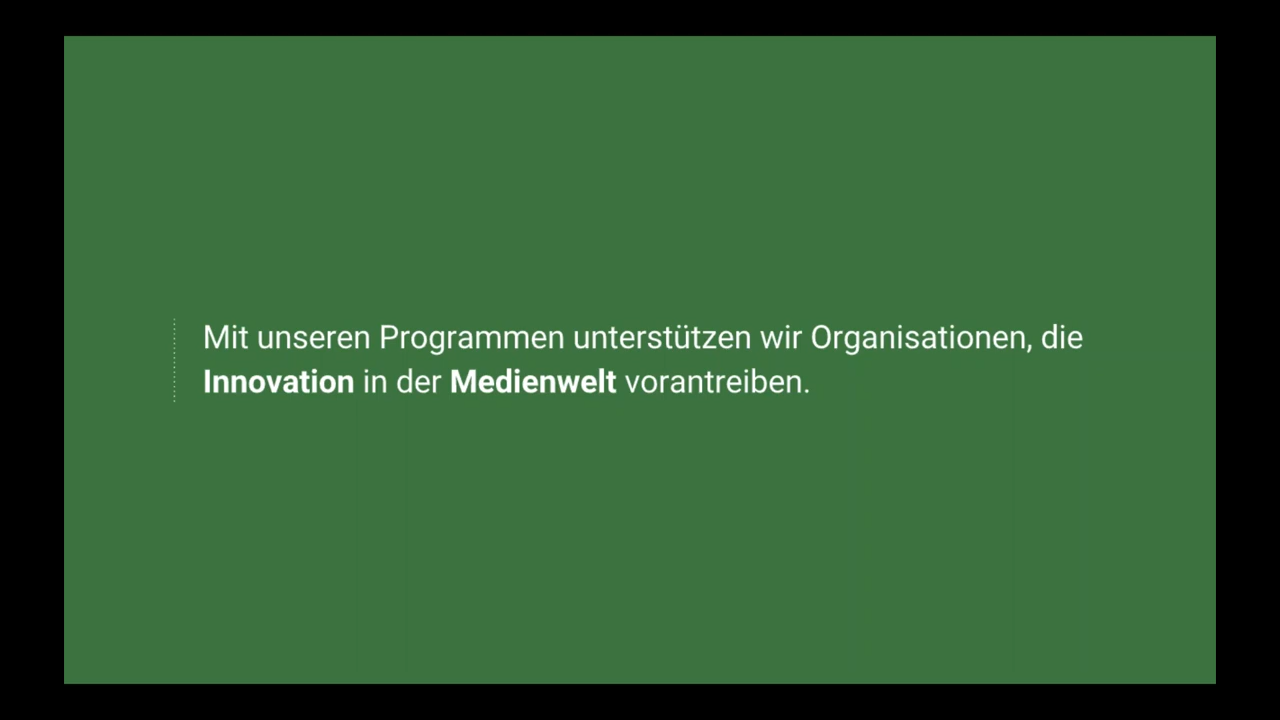 Mit unseren Programmen unterstützen wir Organisationen, die
Innovation in der Medienwelt vorantreiben.